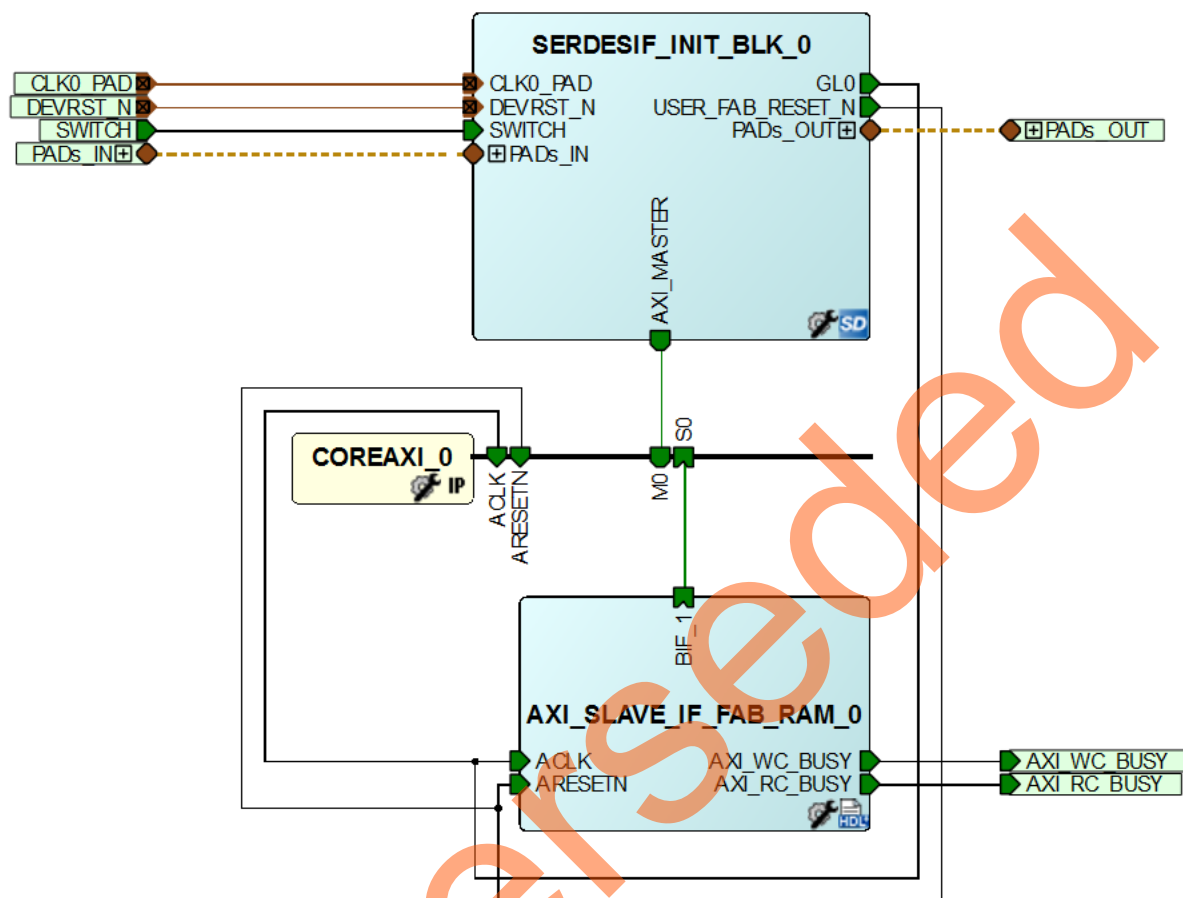 SERDESIF_INIT_BLK_0
CLK0_PAD
DEVRST_N
SWITCH
PADs_IN
CLK0_PAD
DEVRST_N
SWITCH
PADs_IN
GL0
USER_FAB_RESET_N
PADs_OUT
PADs_OUT
AXI_MASTER
SD
COREAXI_0
IP
ACLK
ARESETN
M0
S0
BIF_1
AXI_SLAVE_IF_FAB_RAM_0
ACLK
ARESETN
AXI_WC_BUSY
AXI_RC_BUSY
AXI_WC_BUSY
AXI_RC_BUSY
HDL+
erseded